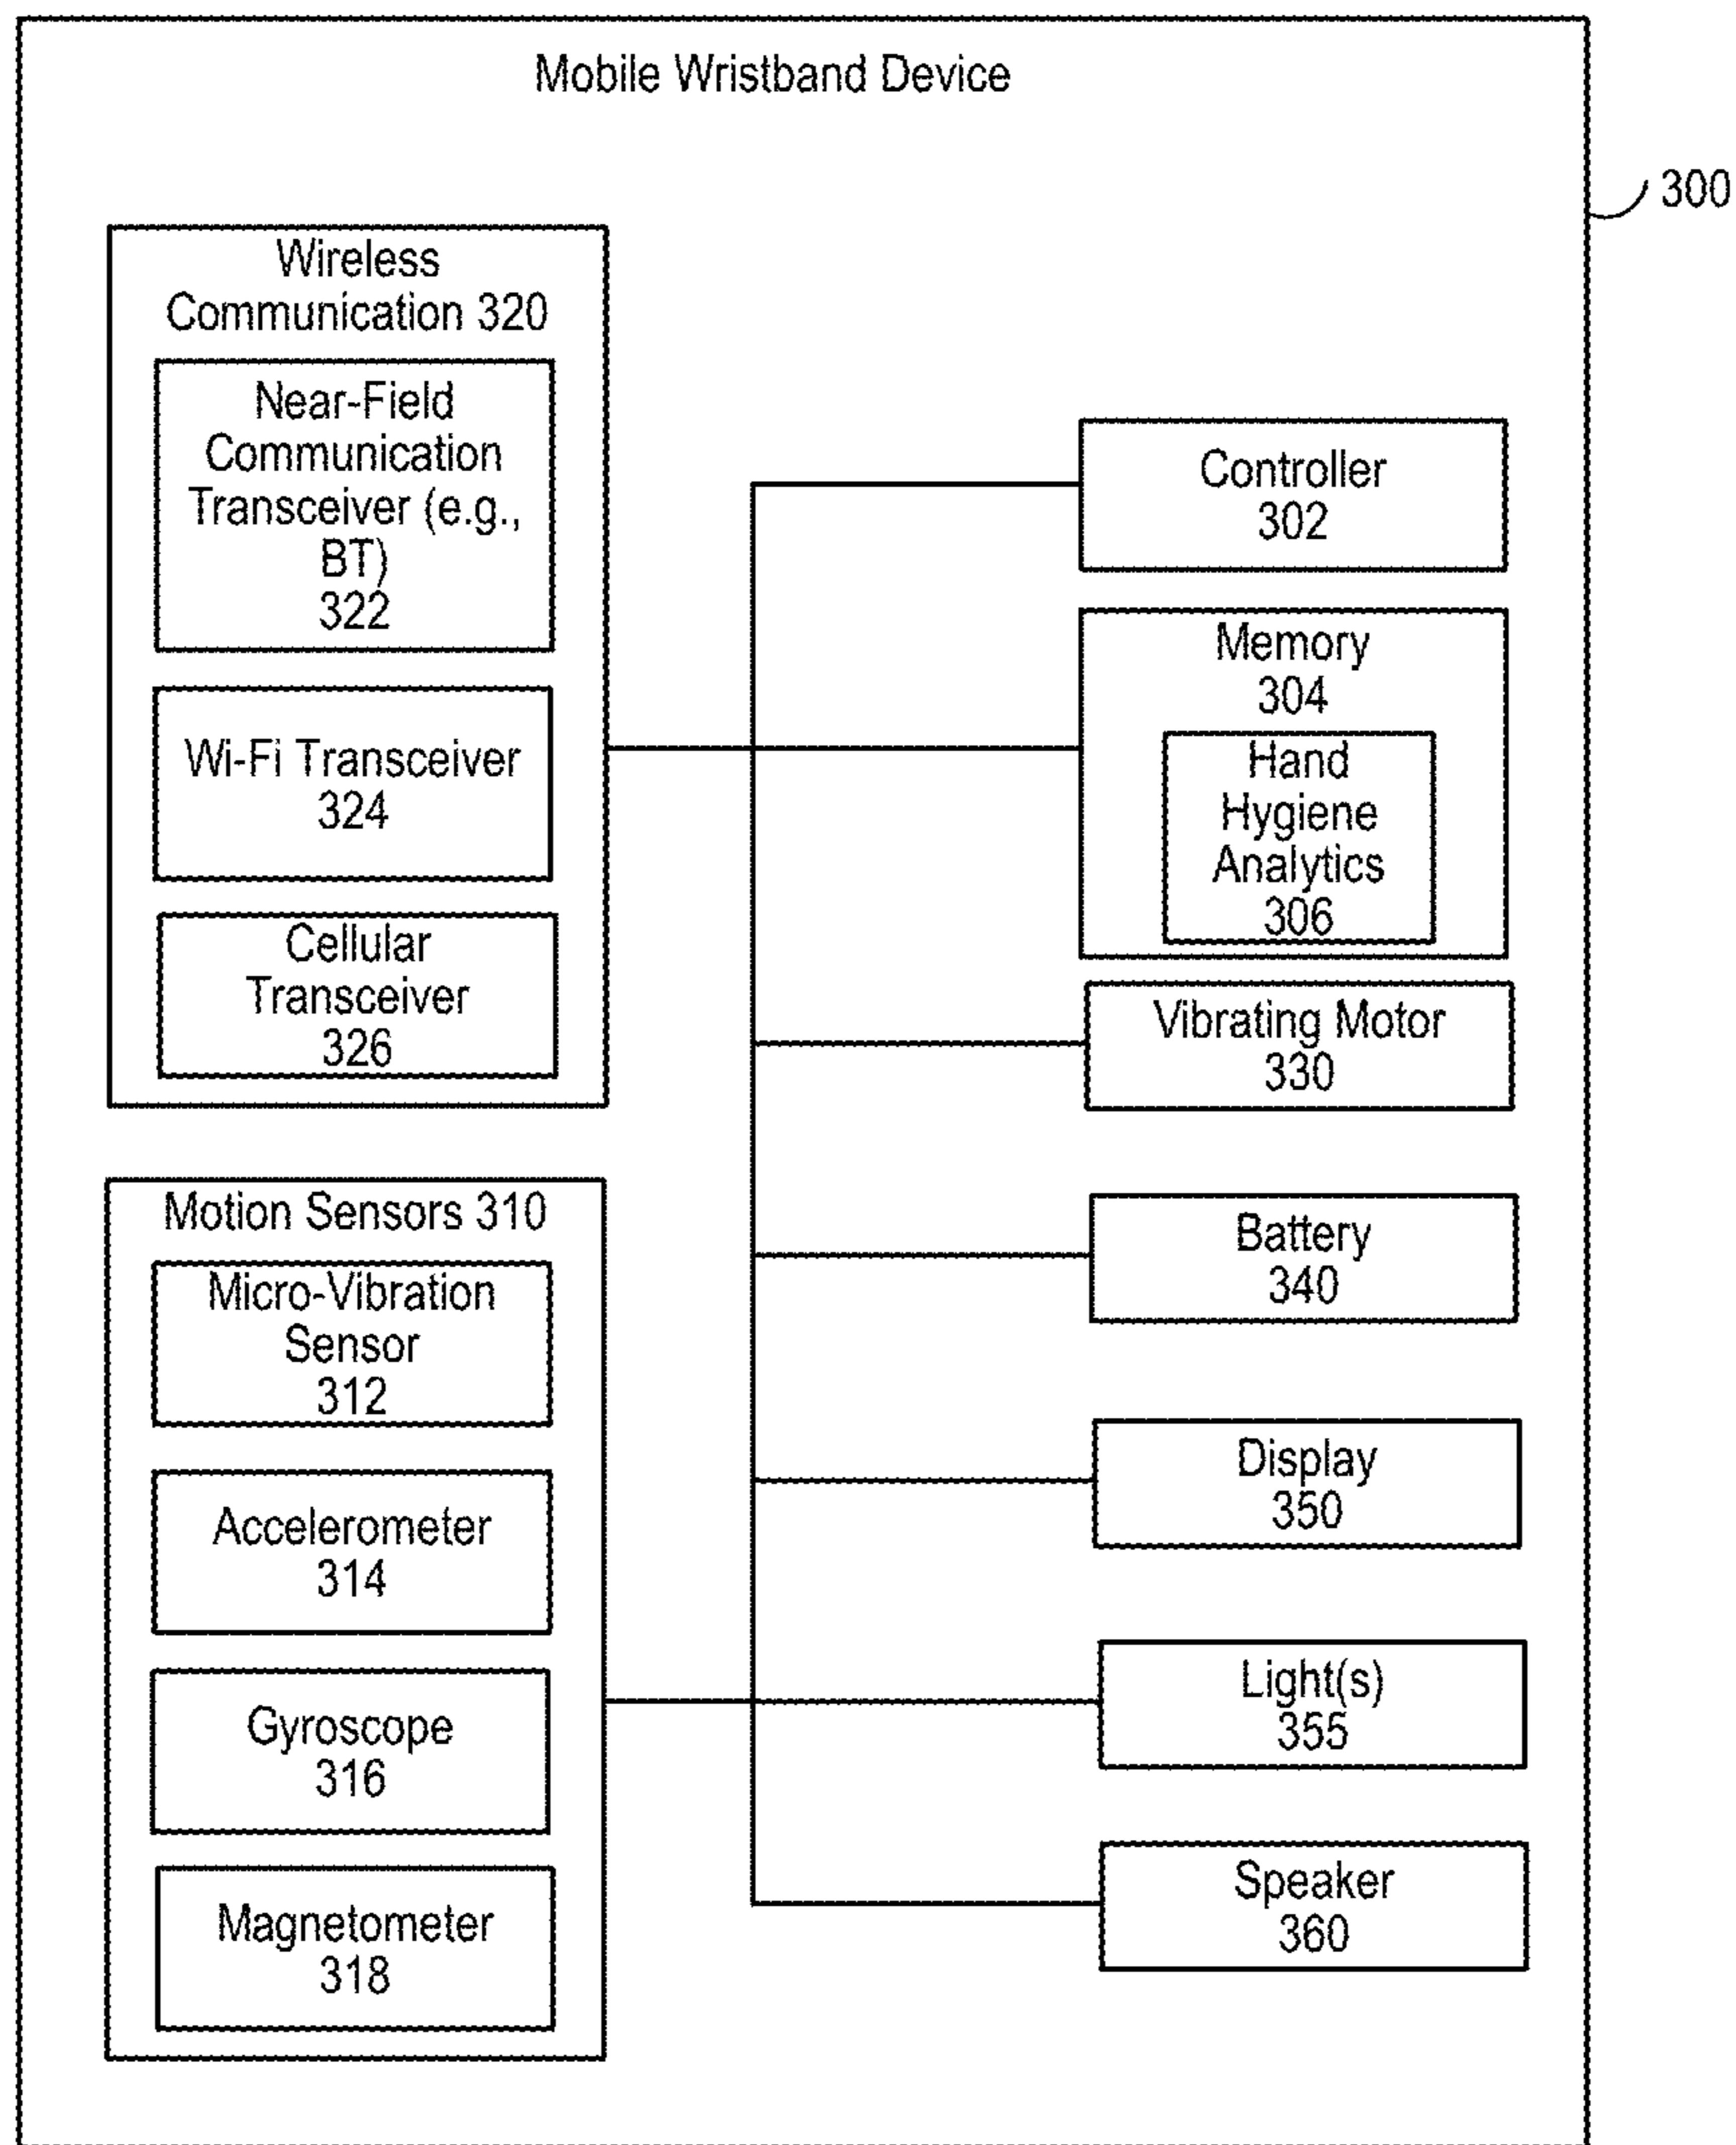 Mobile Wristband Device
300
Wireless
Communication 320
Near-Field
Communication
Transceiver (e.g.,
BT)
322
Wi-Fi Transceiver
324
Cellular
Transceiver
326
Motion Sensors 310
Micro-Vibration
Sensor
312
Accelerometer
314
Gyroscope
316
Magnetometer
318
Controller
302
Memory
304
Hand
Hygiene
Analytics
306
Vibrating Motor
330
Battery
340
Display
350
Light(s)
355
Speaker
360